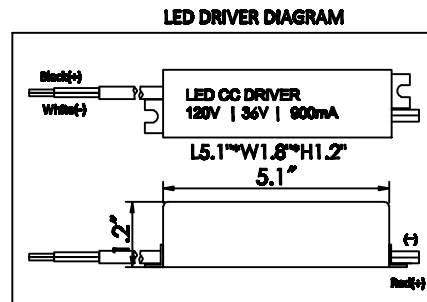 LED DRIVER DIAGRAM
Black(+)
White(-)
LED CC DRIVER
120V | 36V | 900mA
L5.1"*W1.8"*H1.2"
5.1"
1.2"
(-)
Red(+)